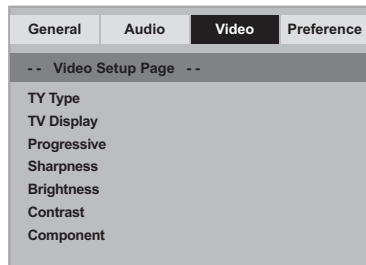 General Audio Video Preference
-- Video Setup Page --
TY Type
TV Display
Progressive
Sharpness
Brightness
Contrast
Component